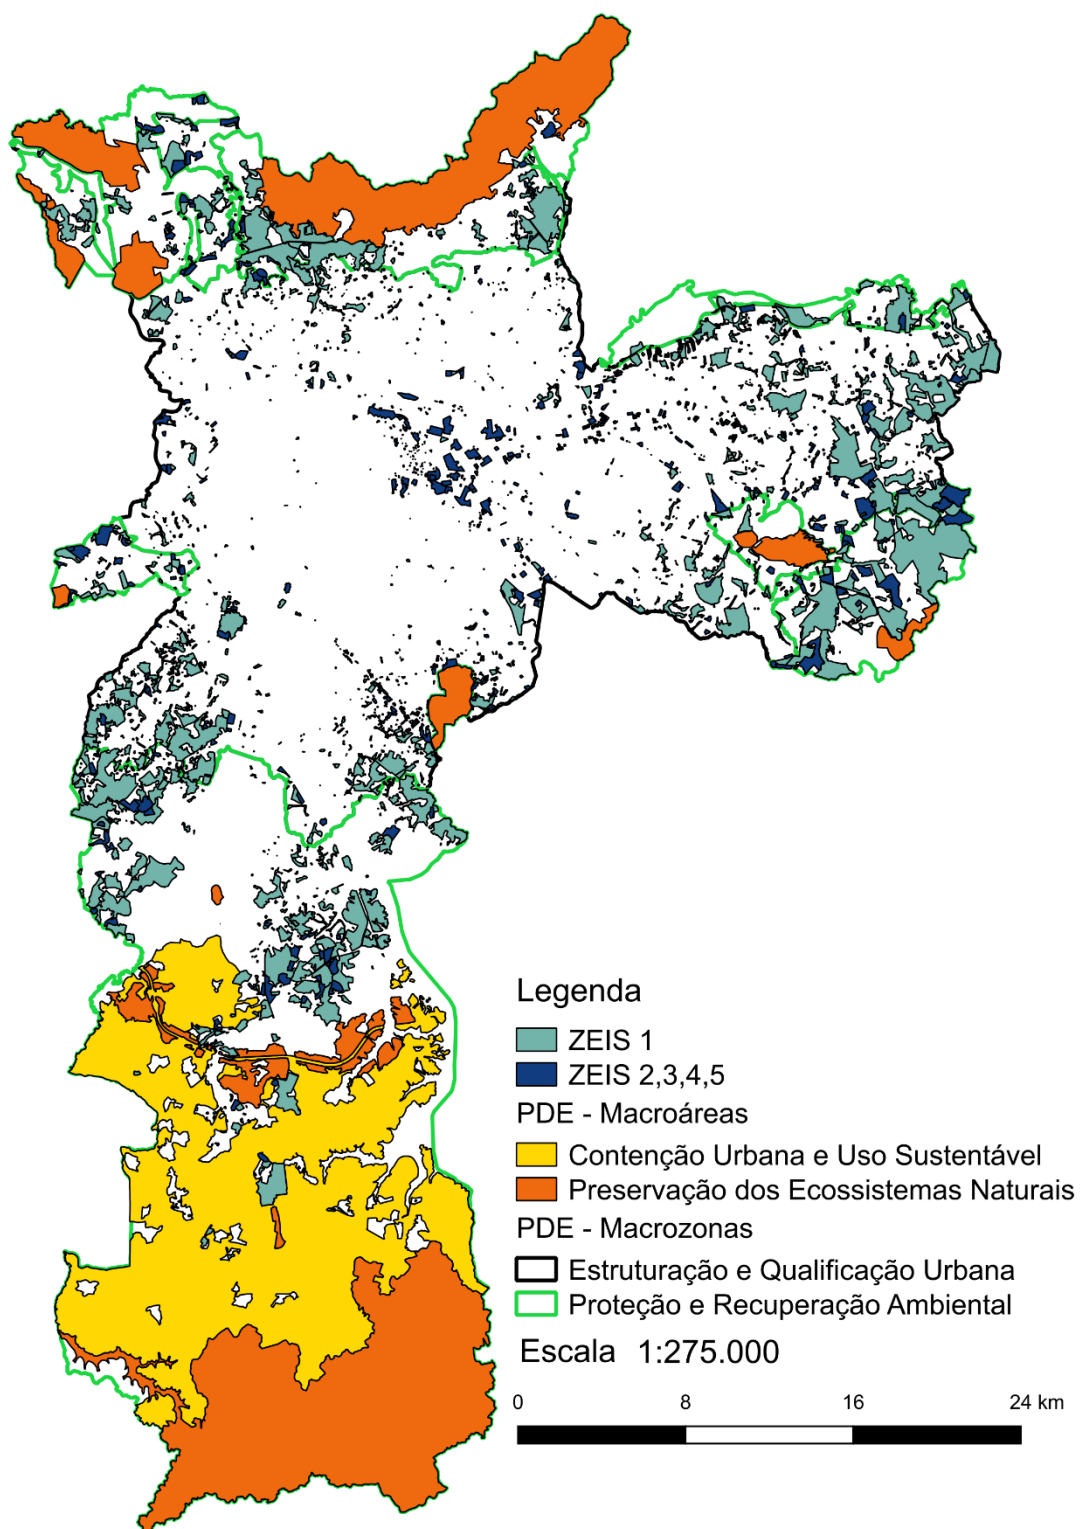 Legenda
ZEIS 1
ZEIS 2,3,4,5
PDE - Macroáreas
Contenção Urbana e Uso Sustentável
Preservação dos Ecossistemas Naturais
PDE - Macrozonas
Estruturação e Qualificação Urbana
Proteção e Recuperação Ambiental
Escala 1:275.000
0 8 16 24 km